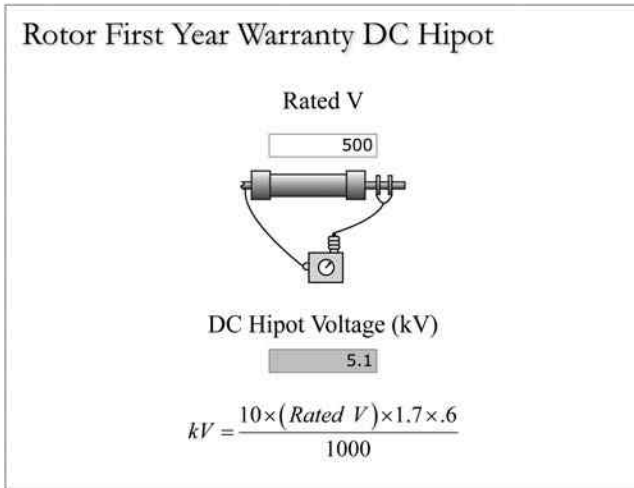 Rotor First Year Warranty DC Hipot
Rated V
500
DC Hipot Voltage (kV)
5.1
kV = 10×(Rated V)×1.7×.6
1000